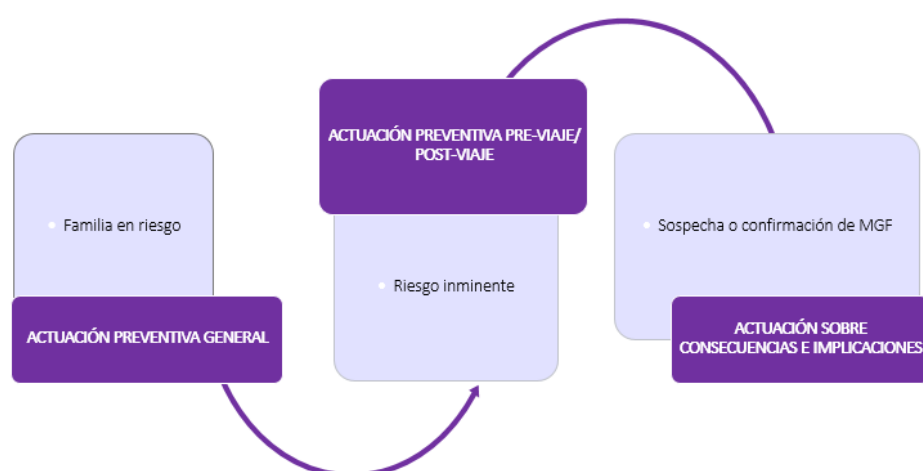 Familia en riesgo
ACTUACIÓN PREVENTIVA GENERAL
ACTUACIÓN PREVENTIVA PRE-VIAJE/
POST-VIAJE
Riesgo inminente
Sospecha o confirmación de MGF
ACTUACIÓN SOBRE
CONSECUENCIAS E IMPLICACIONES